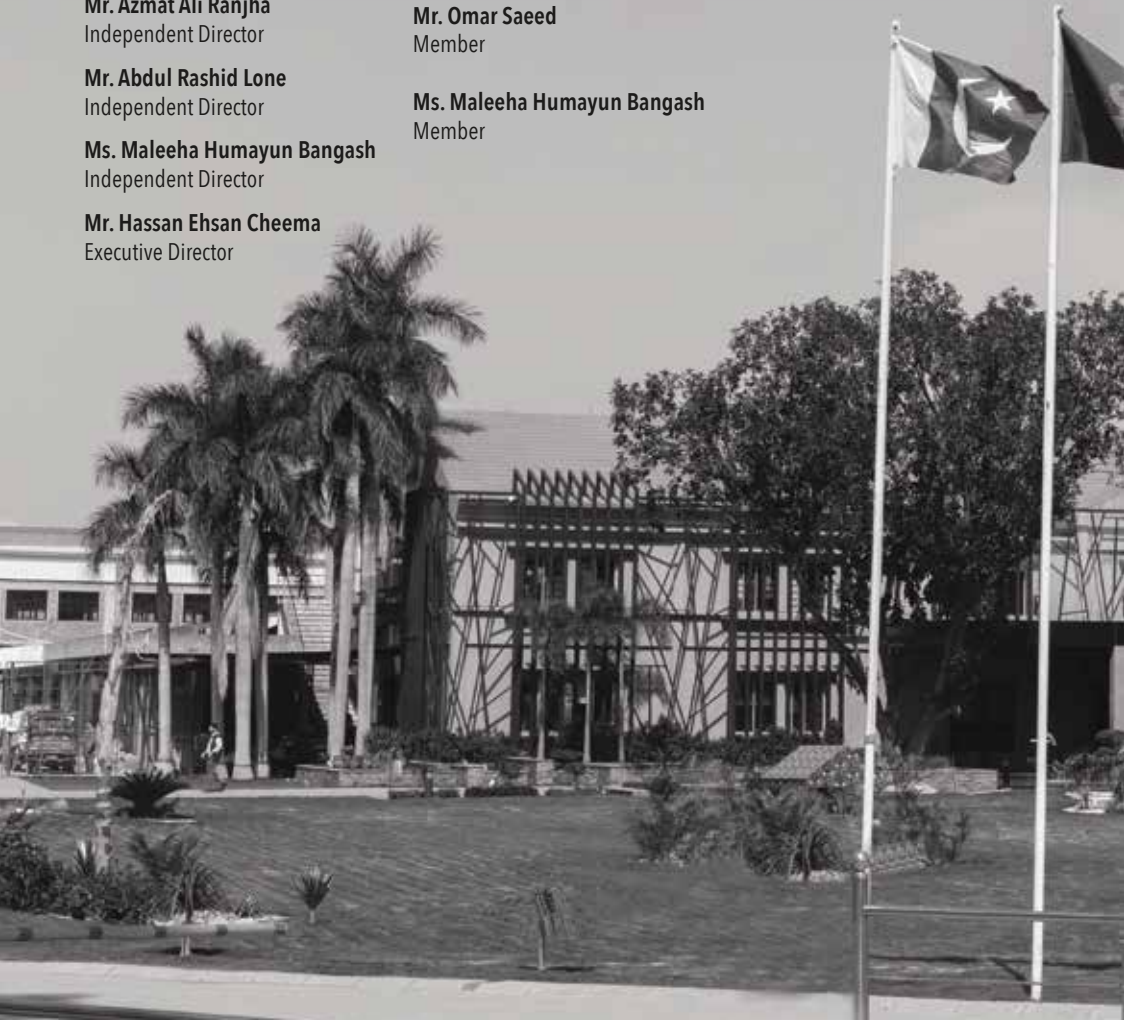 Mr. Azmat Ali Ranjha
Independent Director
Mr. Abdul Rashid Lone
Independent Director
Ms. Maleeha Humayun Bangash
Independent Director
Mr. Hassan Ehsan Cheema
Executive Director
Mr. Omar Saeed
Member
Ms. Maleeha Humayun Bangash
Member